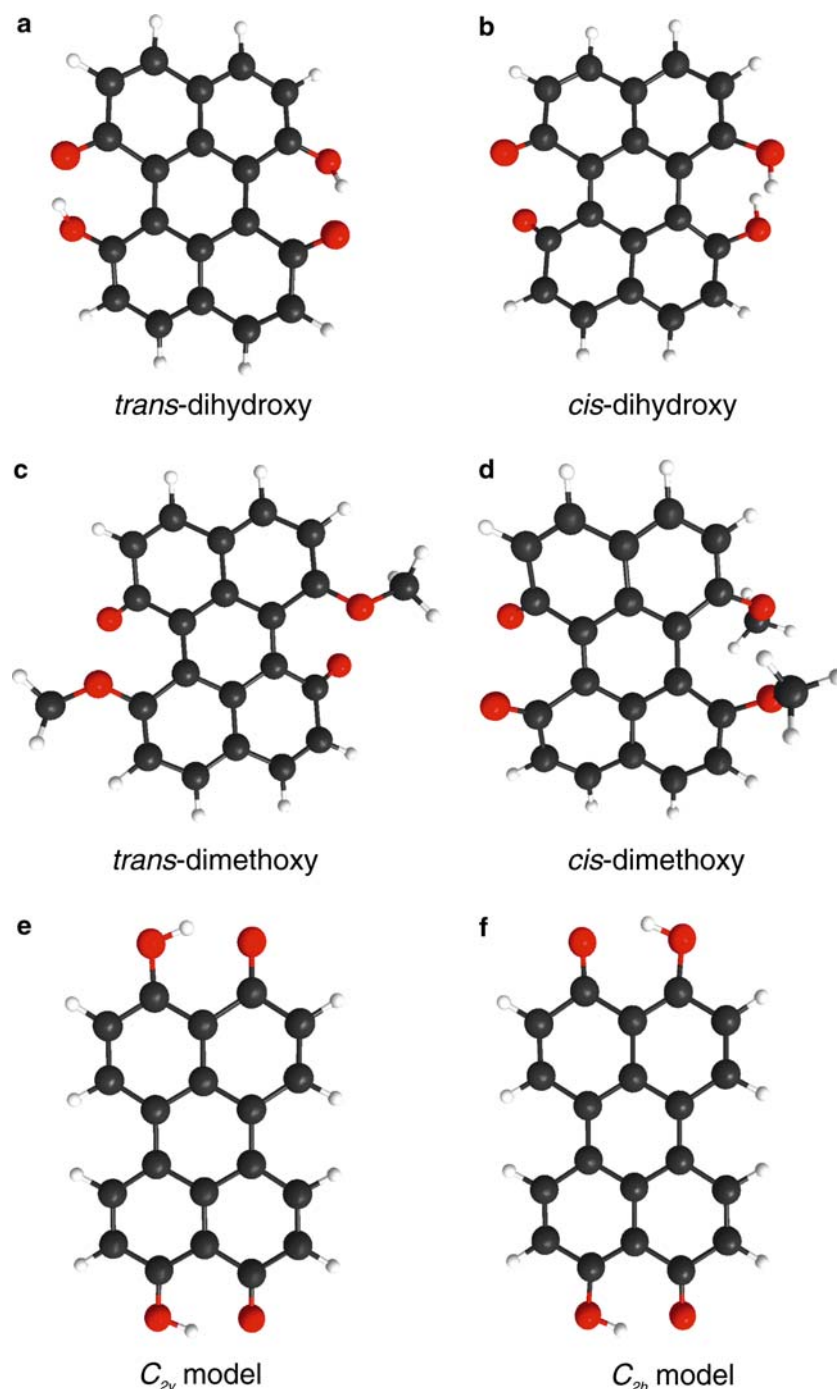 a
b
trans-dihydroxy
cis-dihydroxy
c
d
trans-dimethoxy
cis-dimethoxy
e
f
C2v model
C2h model